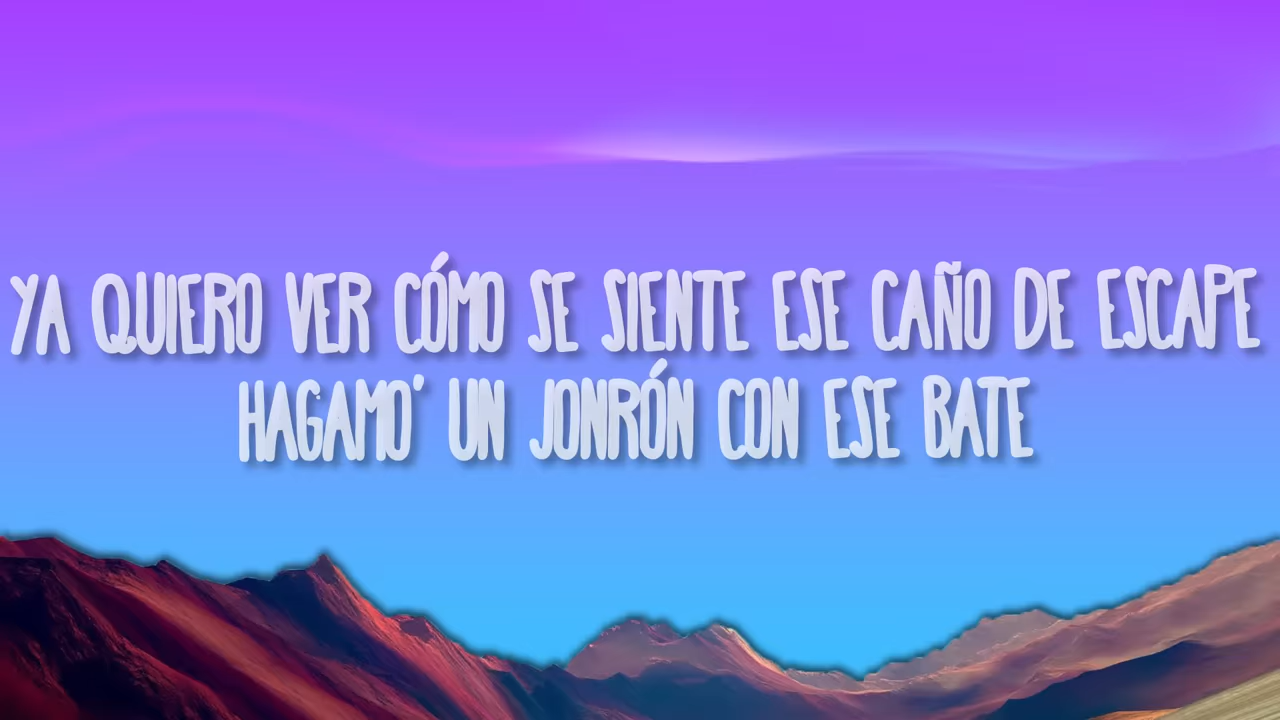 YA QUIERO VER CÓMO SE SIENTE ESE CAÑO DE ESCAPE
HAGAMO' UN JONRÓN CON ESE BATE